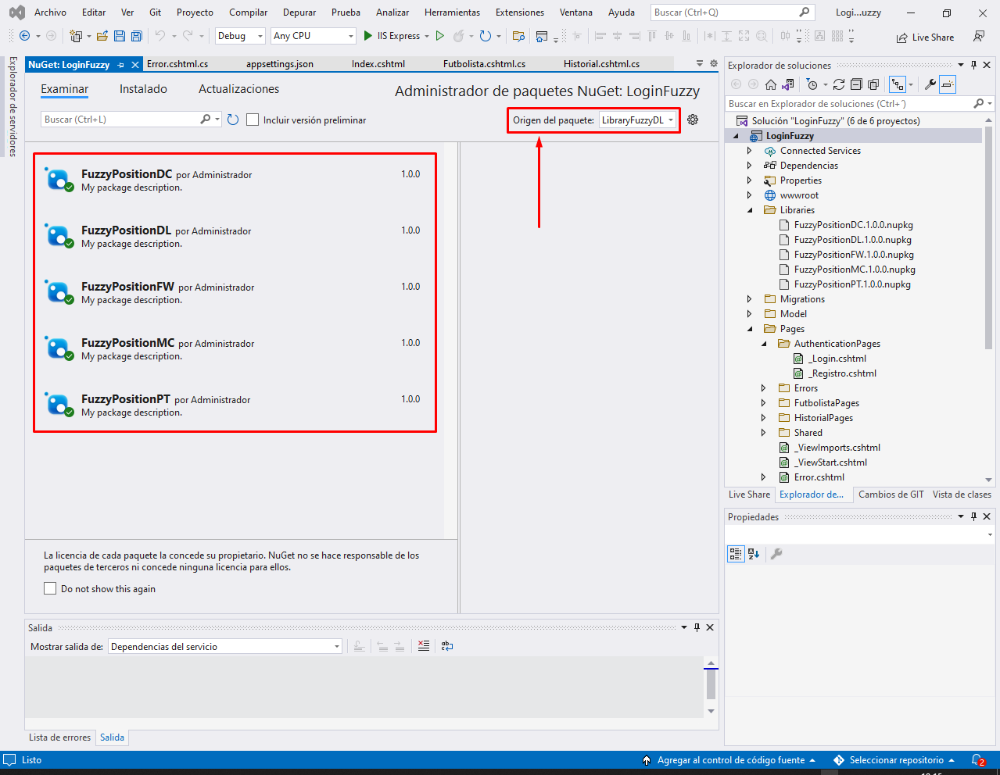 Archivo Editar Ver Git Proyecto Compilar Depurar Prueba Analizar Herramientas Extensiones Ventana Ayuda Buscar (Ctrl+Q) Logi...uzzy
Debug Any CPU IIS Express Live Share
Explorador de servidores
NuGet: LoginFuzzy Error.cshtml.cs appsettings.json Index.cshtml Futbolista.cshtml.cs Historial.cshtml.cs
Examinar Instalado Actualizaciones
Administrador de paquetes NuGet: LoginFuzzy
Buscar (Ctrl+L) Incluir versión preliminar Origen del paquete: LibraryFuzzyDL
FuzzyPositionDC por Administrador 1.0.0
My package description.
FuzzyPositionDL por Administrador 1.0.0
My package description.
FuzzyPositionFW por Administrador 1.0.0
My package description.
FuzzyPositionMC por Administrador 1.0.0
My package description.
FuzzyPositionPT por Administrador 1.0.0
My package description.
La licencia de cada paquete la concede su propietario. NuGet no se hace responsable de los
paquetes de terceros ni concede ninguna licencia para ellos.
Do not show this again
Salida
Mostrar salida de: Dependencias del servicio
Lista de errores Salida
Explorador de soluciones
Buscar en Explorador de soluciones (Ctrl+´)
Solución "LoginFuzzy" (6 de 6 proyectos)
LoginFuzzy
Connected Services
Dependencias
Properties
wwwroot
Libraries
FuzzyPositionDC.1.0.0.nupkg
FuzzyPositionDL.1.0.0.nupkg
FuzzyPositionFW.1.0.0.nupkg
FuzzyPositionMC.1.0.0.nupkg
FuzzyPositionPT.1.0.0.nupkg
Migrations
Model
Pages
AuthenticationPages
_Login.cshtml
_Registro.cshtml
Errors
FutbolistaPages
HistorialPages
Shared
_ViewImports.cshtml
_ViewStart.cshtml
Error.cshtml
Live Share Explorador de... Cambios de GIT Vista de clases
Propiedades
Listo Agregar al control de código fuente Seleccionar repositorio 2